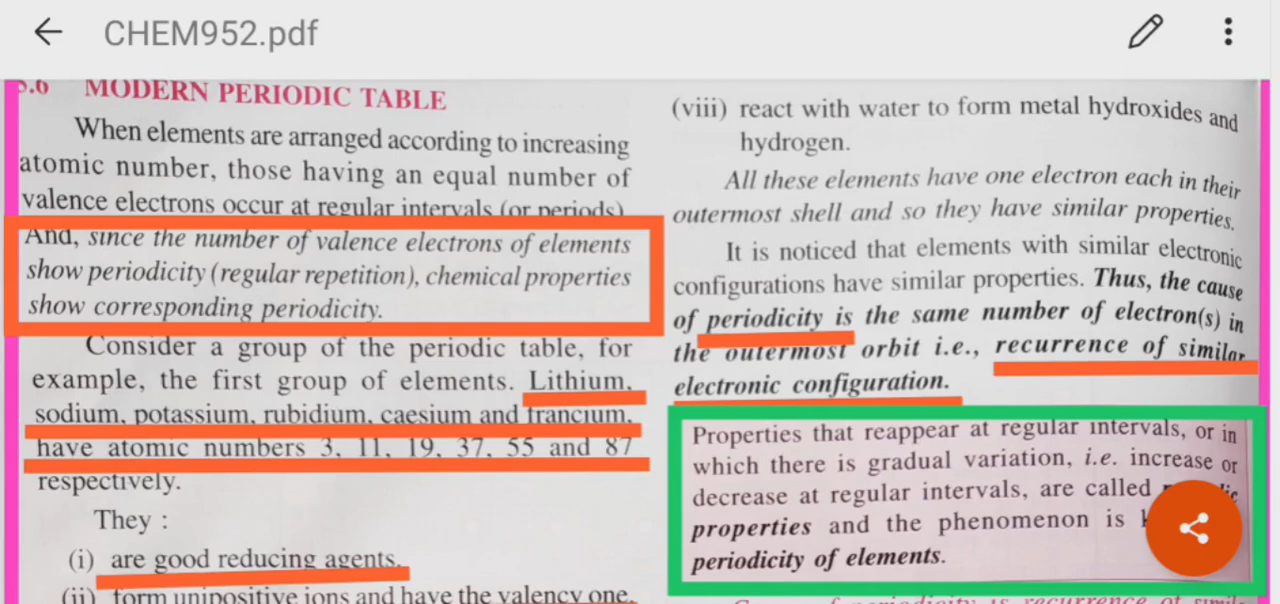 CHEM952.pdf
5.6 MODERN PERIODIC TABLE
When elements are arranged according to increasing
atomic number, those having an equal number of
valence electrons occur at regular intervals (or periods).
And, since the number of valence electrons of elements
show periodicity (regular repetition), chemical properties
show corresponding periodicity.
Consider a group of the periodic table, for
example, the first group of elements. Lithium,
sodium, potassium, rubidium, caesium and francium,
have atomic numbers 3, 11, 19, 37, 55 and 87
respectively.
They :
(i) are good reducing agents.
(ii) form unipositive ions and have the valency one.
(viii) react with water to form metal hydroxides and
hydrogen.
All these elements have one electron each in their
outermost shell and so they have similar properties.
It is noticed that elements with similar electronic
configurations have similar properties. Thus, the cause
of periodicity is the same number of electron(s) in
the outermost orbit i.e., recurrence of similar
electronic configuration.
Properties that reappear at regular intervals, or in
which there is gradual variation, i.e. increase or
decrease at regular intervals, are called
properties and the phenomenon is
periodicity of elements.
of periodicity is recurrence of